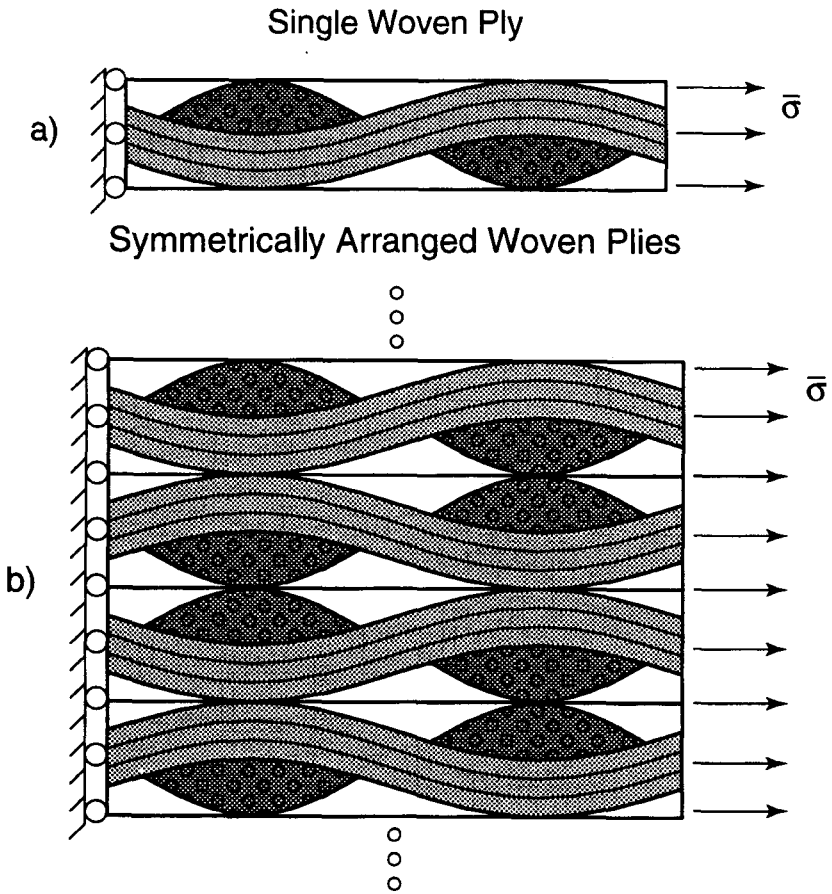 Single Woven Ply
a)
σ̄
Symmetrically Arranged Woven Plies
σ̄
b)